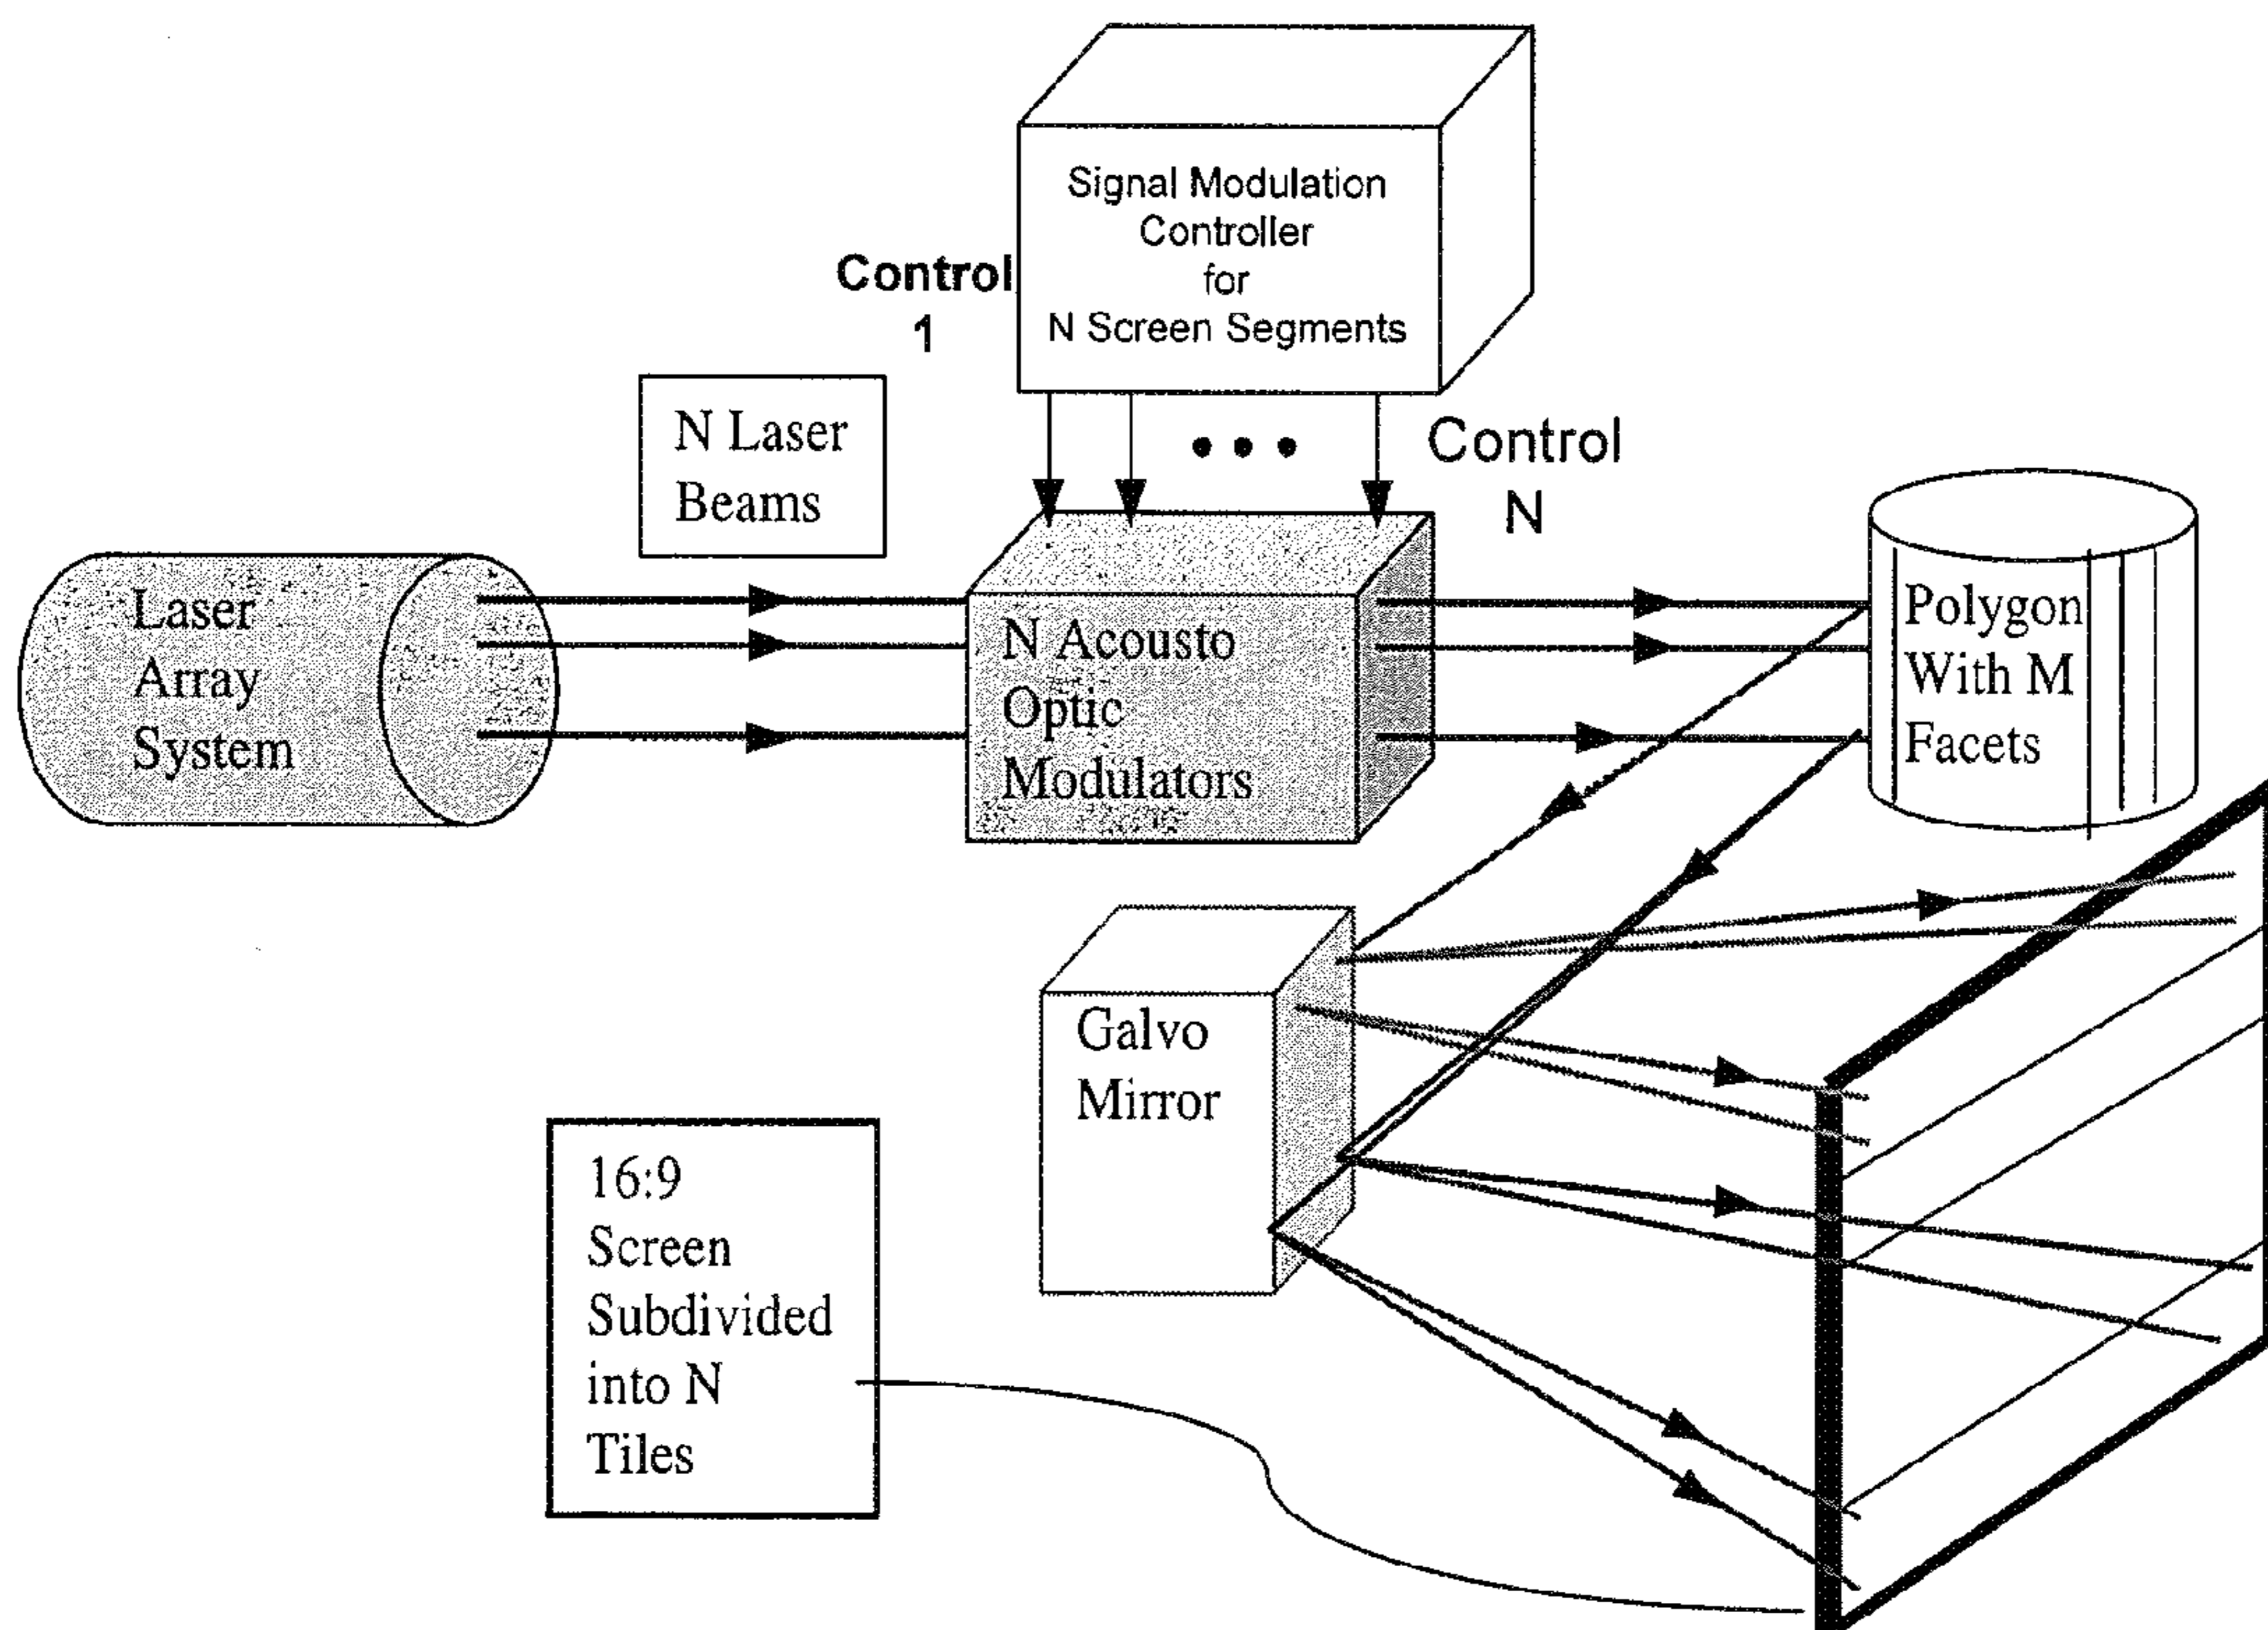 Signal Modulation
Controller
for
N Screen Segments
Control
1
N Laser
Beams
Control
N
Laser
Array
System
N Acousto
Optic
Modulators
Polygon
With M
Facets
Galvo
Mirror
16:9
Screen
Subdivided
into N
Tiles